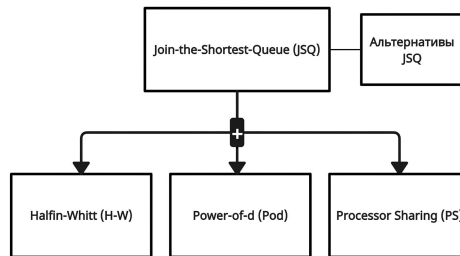 Join-the-Shortest-Queue (JSQ)
Альтернативы
JSQ
+
Halfin-Whitt (H-W)
Power-of-d (Pod)
Processor Sharing (PS)